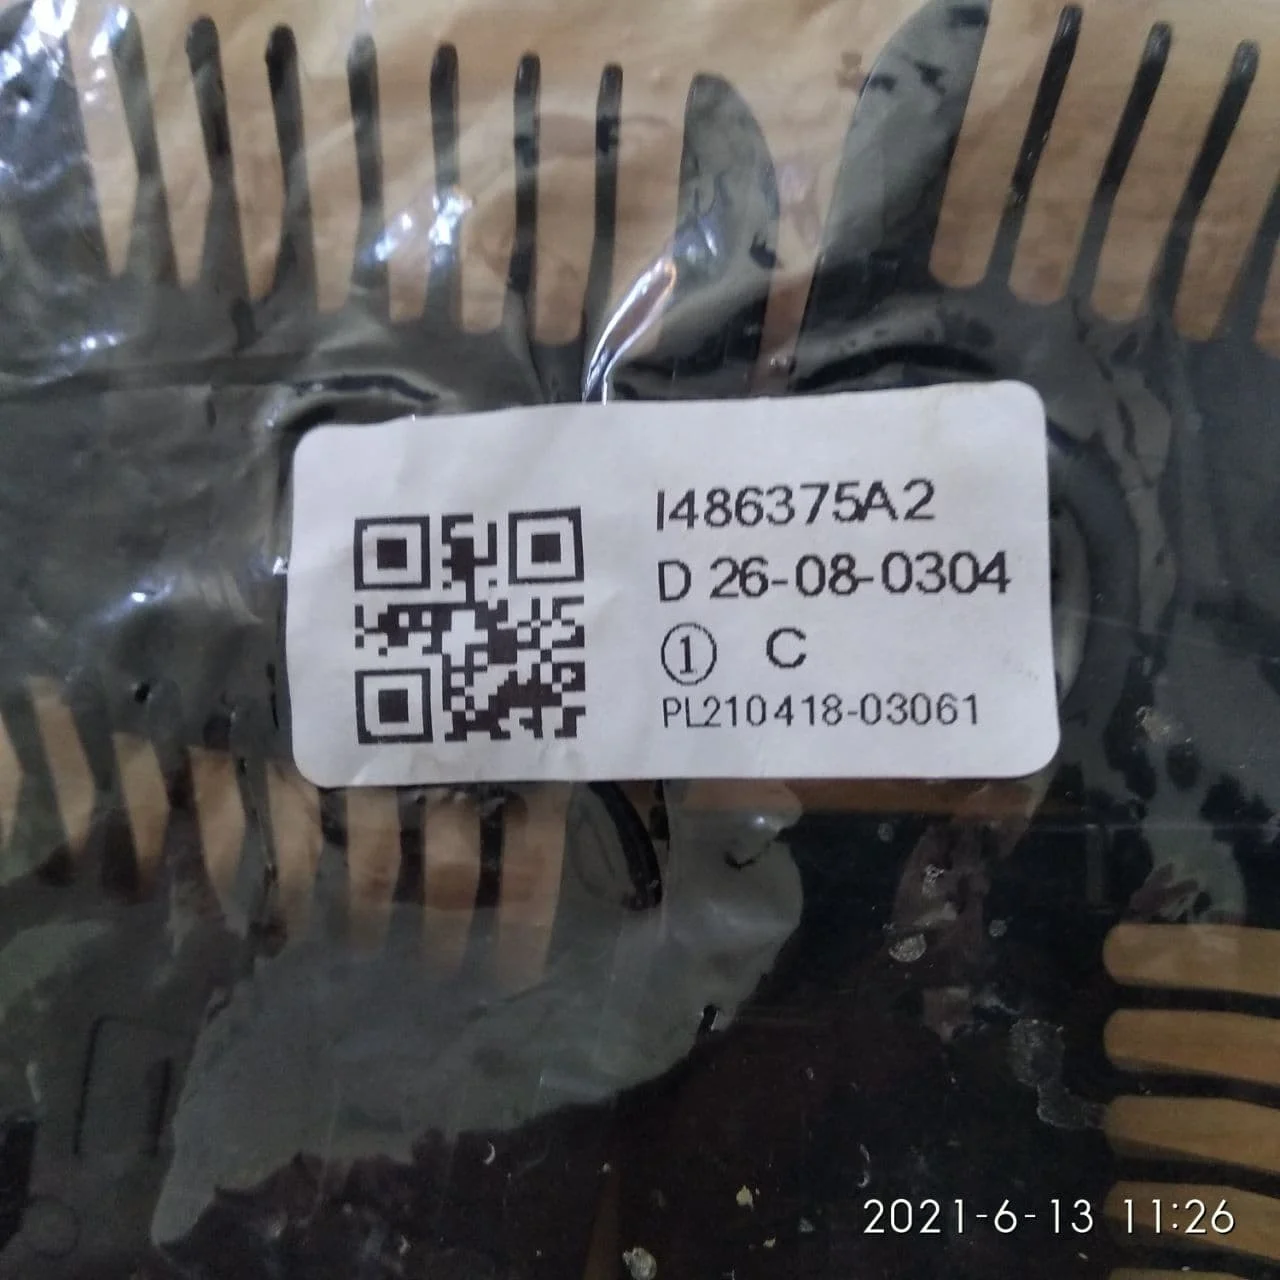 I486375A2
D 26-08-0304
① C
PL210418-03061
2021-6-13 11:26